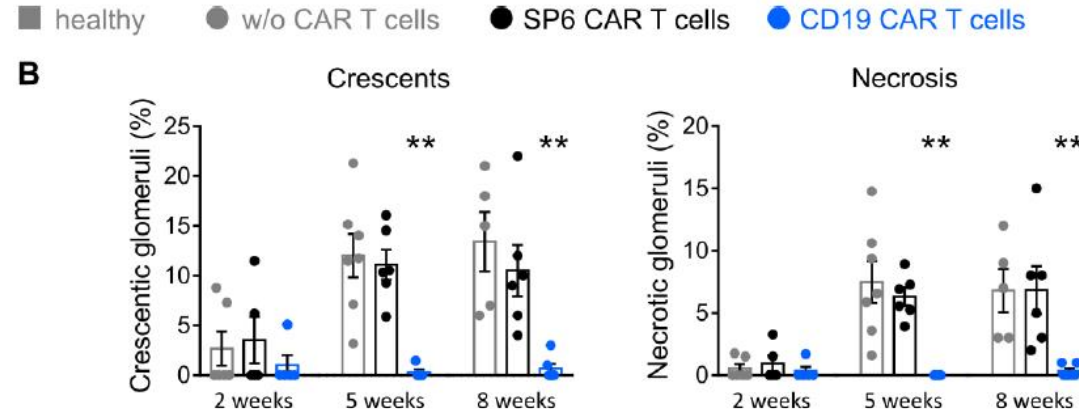 healthy w/o CAR T cells SP6 CAR T cells CD19 CAR T cells
B
Crescents Necrosis
Crescentic glomeruli (%)
25
20
15
10
5
0
** **
2 weeks 5 weeks 8 weeks
Necrotic glomeruli (%)
20
15
10
5
0
** **
2 weeks 5 weeks 8 weeks